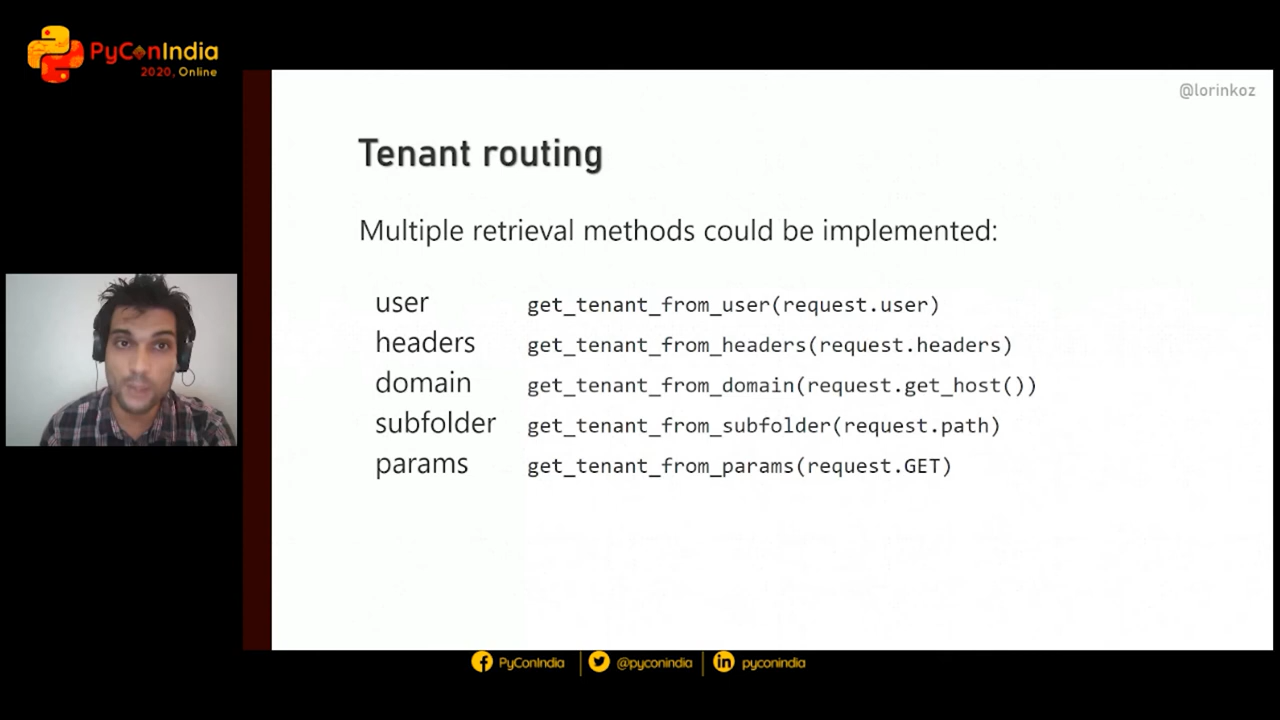 PyConIndia
2020, Online
@lorinkoz
Tenant routing
Multiple retrieval methods could be implemented:
user get_tenant_from_user(request.user)
headers get_tenant_from_headers(request.headers)
domain get_tenant_from_domain(request.get_host())
subfolder get_tenant_from_subfolder(request.path)
params get_tenant_from_params(request.GET)
PyConIndia @pyconindia pyconindia